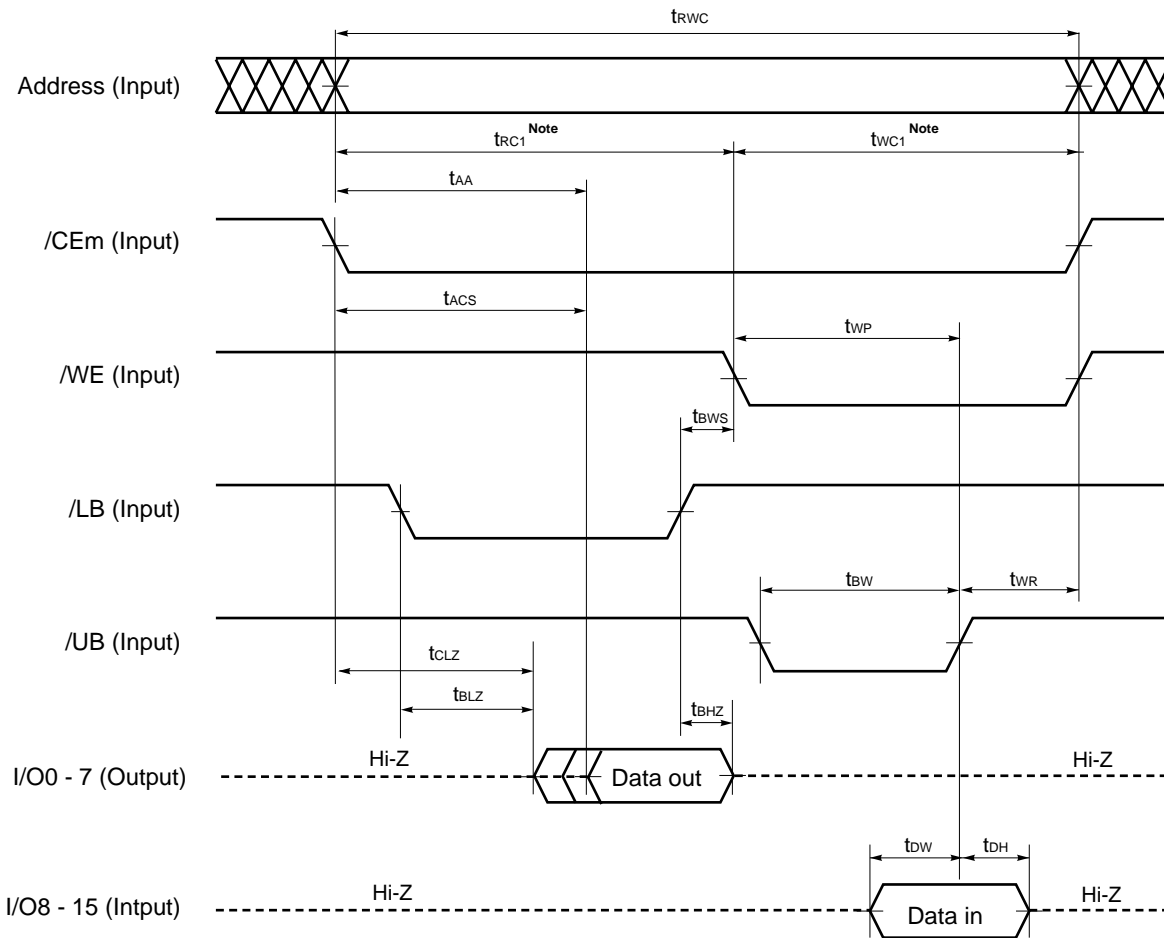 tRWC
Address (Input)
tRC1 Note
tWC1 Note
tAA
/CEm (Input)
tACS
tWP
/WE (Input)
tBWS
/LB (Input)
tBW
tWR
/UB (Input)
tCLZ
tBLZ
tBHZ
Hi-Z
Hi-Z
I/O0 - 7 (Output)
Data out
tDW
tDH
Hi-Z
Hi-Z
I/O8 - 15 (Intput)
Data in